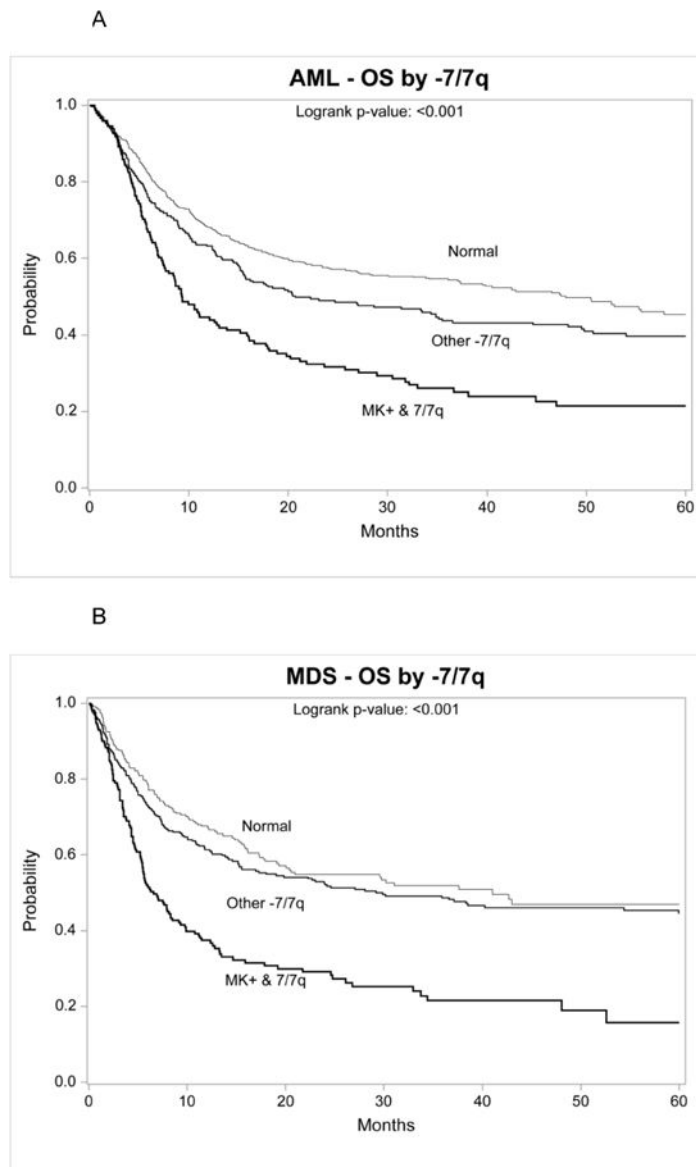 A
AML - OS by -7/7q
Logrank p-value: <0.001
Probability
1.0
0.8
0.6
0.4
0.2
0.0
Normal
Other -7/7q
MK+ & 7/7q
0 10 20 30 40 50 60
Months
B
MDS - OS by -7/7q
Logrank p-value: <0.001
Probability
1.0
0.8
0.6
0.4
0.2
0.0
Normal
Other -7/7q
MK+ & 7/7q
0 10 20 30 40 50 60
Months